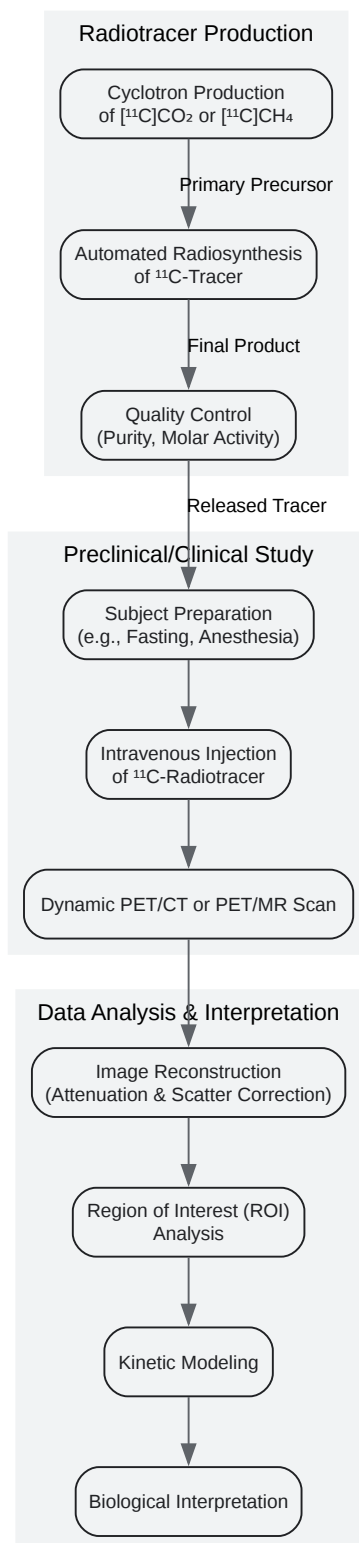 Radiotracer Production
Cyclotron Production
of [¹¹C]CO₂ or [¹¹C]CH₄
Primary Precursor
Automated Radiosynthesis
of ¹¹C-Tracer
Final Product
Quality Control
(Purity, Molar Activity)
Released Tracer
Preclinical/Clinical Study
Subject Preparation
(e.g., Fasting, Anesthesia)
Intravenous Injection
of ¹¹C-Radiotracer
Dynamic PET/CT or PET/MR Scan
Data Analysis & Interpretation
Image Reconstruction
(Attenuation & Scatter Correction)
Region of Interest (ROI)
Analysis
Kinetic Modeling
Biological Interpretation